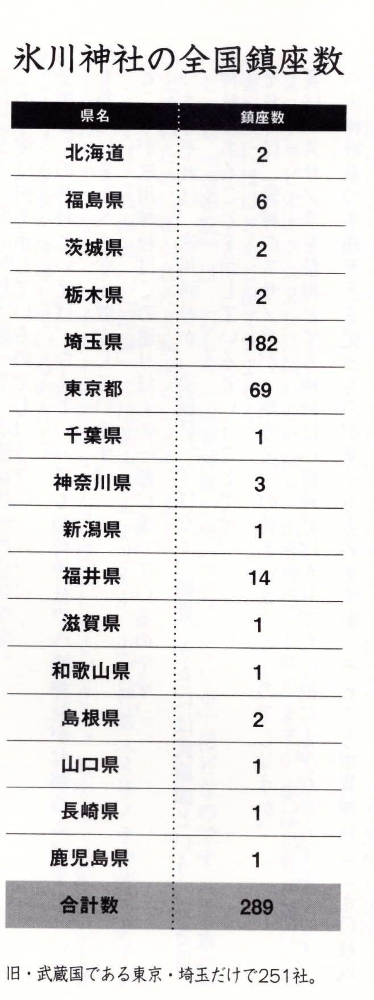 氷川神社の全国鎮座数
県名 鎮座数
北海道 2
福島県 6
茨城県 2
栃木県 2
埼玉県 182
東京都 69
千葉県 1
神奈川県 3
新潟県 1
福井県 14
滋賀県 1
和歌山県 1
島根県 2
山口県 1
長崎県 1
鹿児島県 1
合計数 289
旧・武蔵国である東京・埼玉だけで251社。